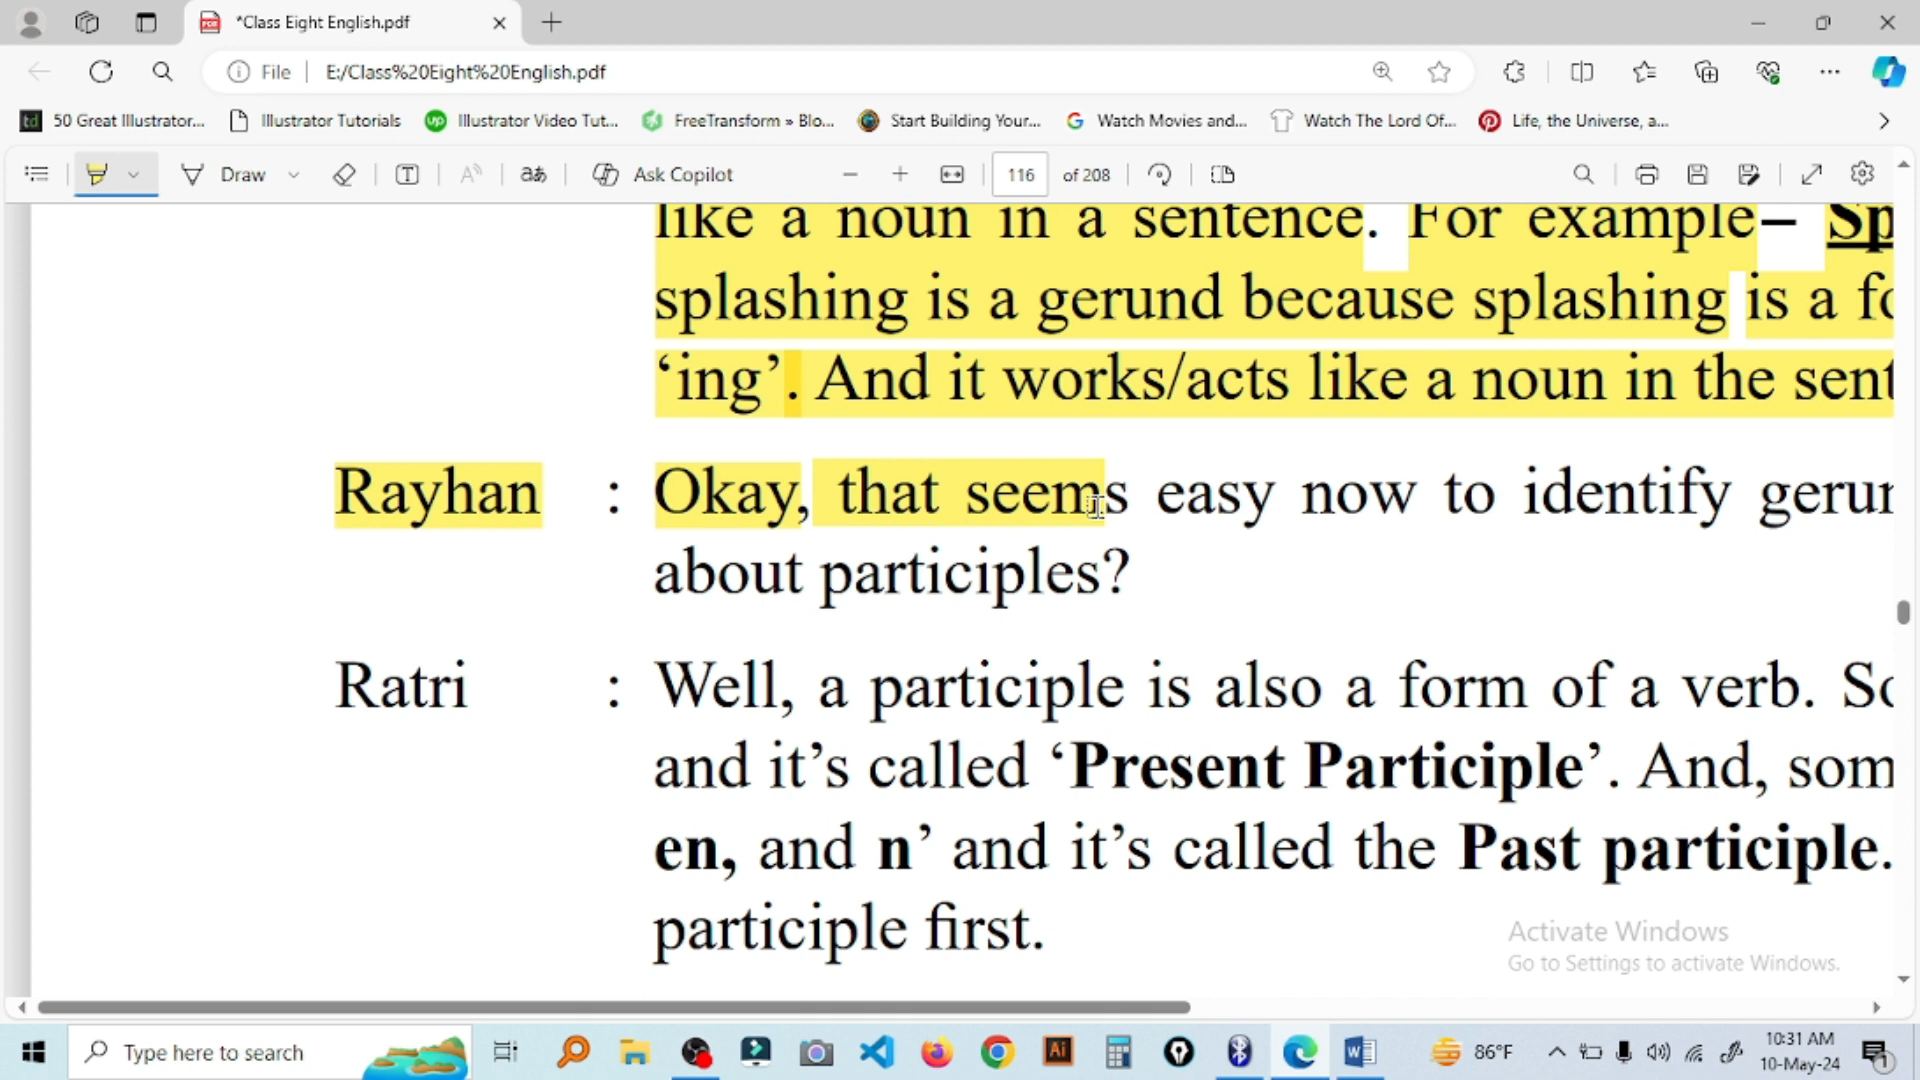 *Class Eight English.pdf
File E:/Class%20Eight%20English.pdf
50 Great Illustrator... Illustrator Tutorials Illustrator Video Tut... FreeTransform » Blo... Start Building Your... Watch Movies and... Watch The Lord Of... Life, the Universe, a...
Draw Ask Copilot 116 of 208
like a noun in a sentence. For example– Sp
splashing is a gerund because splashing is a fo
‘ing’. And it works/acts like a noun in the sent
Rayhan : Okay, that seems easy now to identify gerun
about participles?
Ratri : Well, a participle is also a form of a verb. So
and it’s called ‘Present Participle’. And, som
en, and n’ and it’s called the Past participle.
participle first.
Activate Windows
Go to Settings to activate Windows.
Type here to search 86°F 10:31 AM
10-May-24